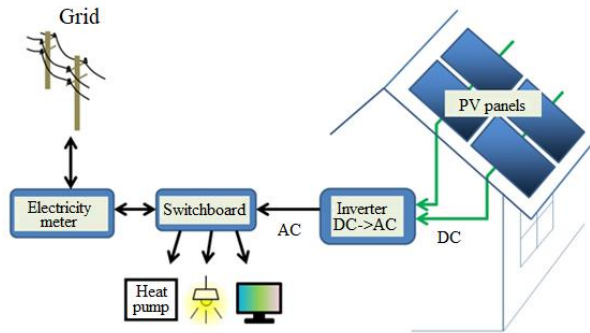 Grid
PV panels
Electricity
meter
Switchboard
AC
Inverter
DC->AC
DC
Heat
pump